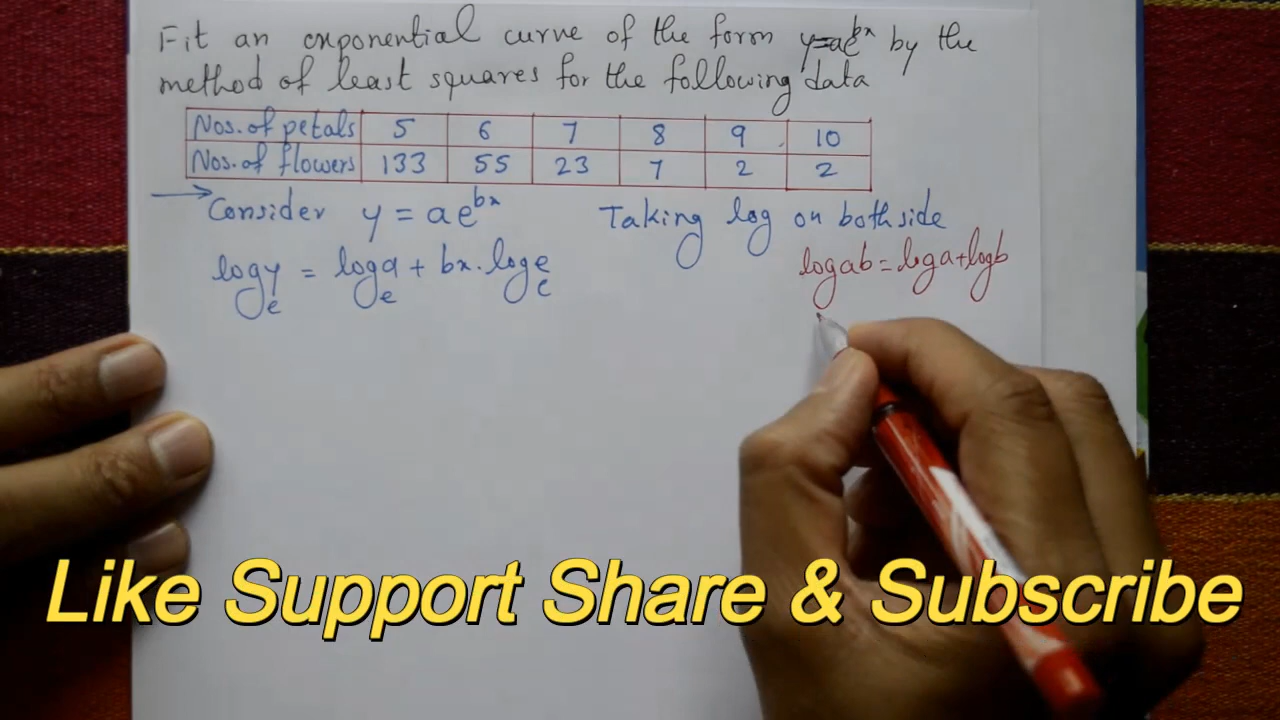 Fit an exponential curve of the form y=ae^bx by the
method of least squares for the following data
Nos. of petals 5 6 7 8 9 10
Nos. of flowers 133 55 23 7 2 2
→ Consider y = ae^bx Taking log on both side
log_e y = log_e a + bx. log_e e
log ab = log a + log b
Like Support Share & Subscribe